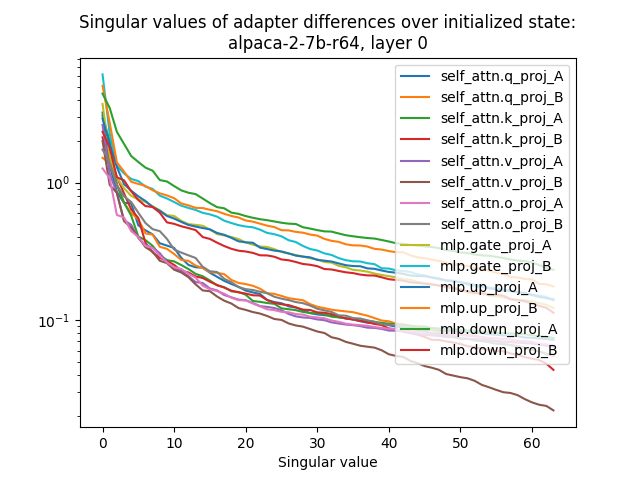 Singular values of adapter differences over initialized state:
alpaca-2-7b-r64, layer 0
self_attn.q_proj_A
self_attn.q_proj_B
self_attn.k_proj_A
self_attn.k_proj_B
self_attn.v_proj_A
self_attn.v_proj_B
self_attn.o_proj_A
self_attn.o_proj_B
mlp.gate_proj_A
mlp.gate_proj_B
mlp.up_proj_A
mlp.up_proj_B
mlp.down_proj_A
mlp.down_proj_B
10⁰
10⁻¹
0 10 20 30 40 50 60
Singular value